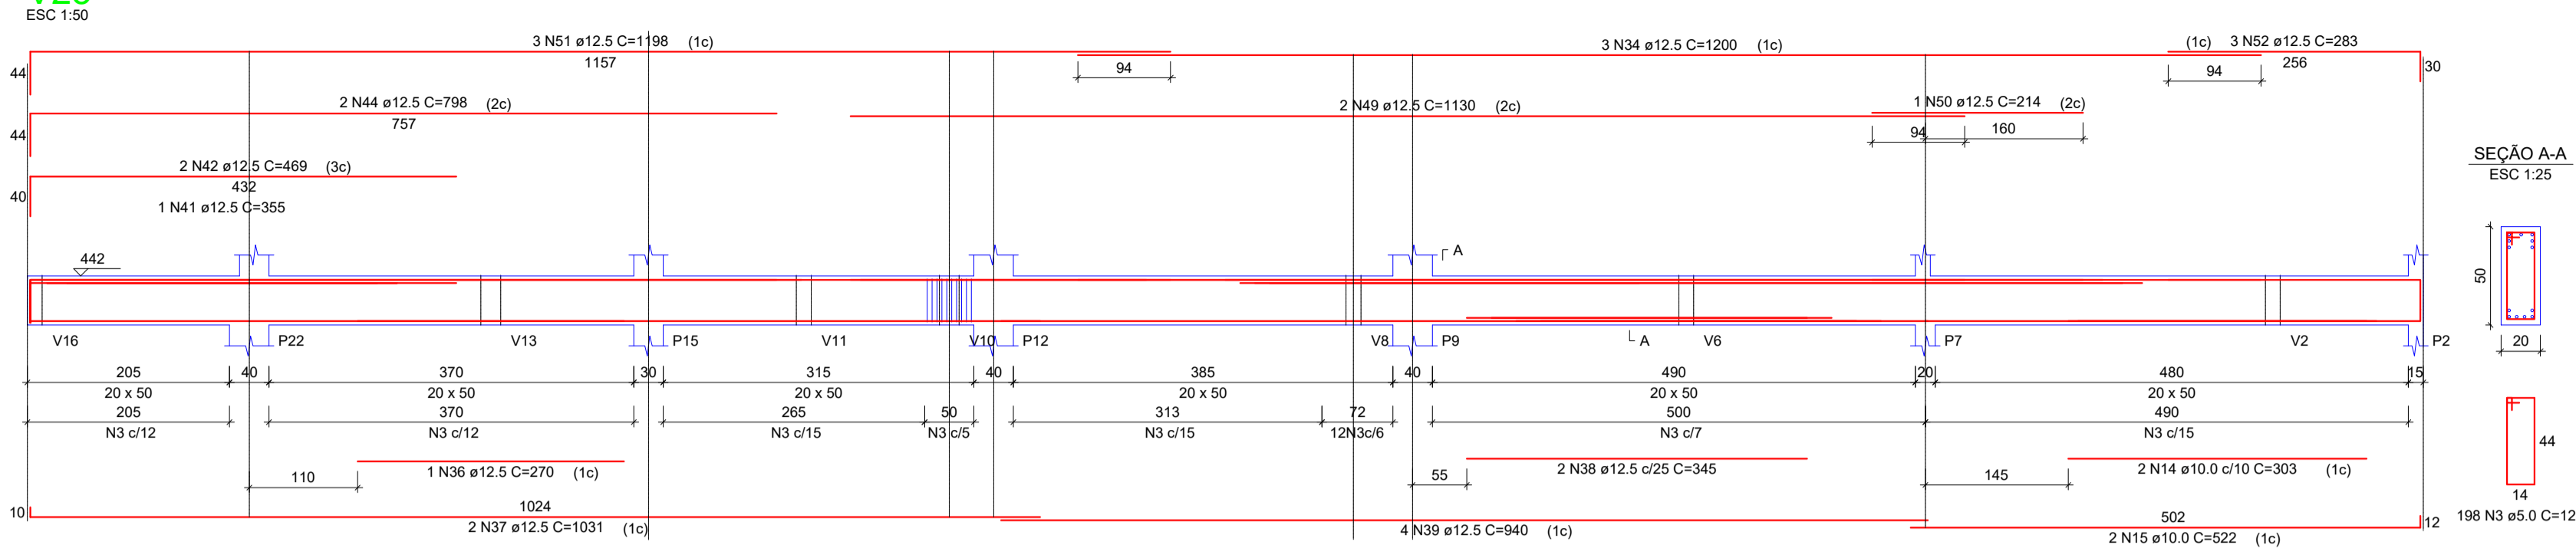 ESC 1:50
3 N51 ø12.5 C=1198 (1c)
1157
44
94
3 N34 ø12.5 C=1200 (1c)
(1c) 3 N52 ø12.5 C=283
94
256
30
2 N44 ø12.5 C=798 (2c)
757
44
2 N49 ø12.5 C=1130 (2c)
1 N50 ø12.5 C=214 (2c)
94
160
2 N42 ø12.5 C=469 (3c)
432
40
1 N41 ø12.5 C=355
SEÇÃO A-A
ESC 1:25
442
A
50
20
V16 P22 V13 P15 V11 V10 P12 V8 P9 A V6 P7 V2 P2
205 40 370 30 315 40 385 40 490 20 480 15
20 x 50 20 x 50 20 x 50 20 x 50 20 x 50 20 x 50
205 370 265 50 313 72 500 490
N3 c/12 N3 c/12 N3 c/15 N3 c/5 N3 c/15 12N3c/6 N3 c/7 N3 c/15
44
14
198 N3 ø5.0 C=12
110
1 N36 ø12.5 C=270 (1c)
55
2 N38 ø12.5 c/25 C=345
145
2 N14 ø10.0 c/10 C=303 (1c)
10
1024
2 N37 ø12.5 C=1031 (1c)
4 N39 ø12.5 C=940 (1c)
502
12
2 N15 ø10.0 C=522 (1c)